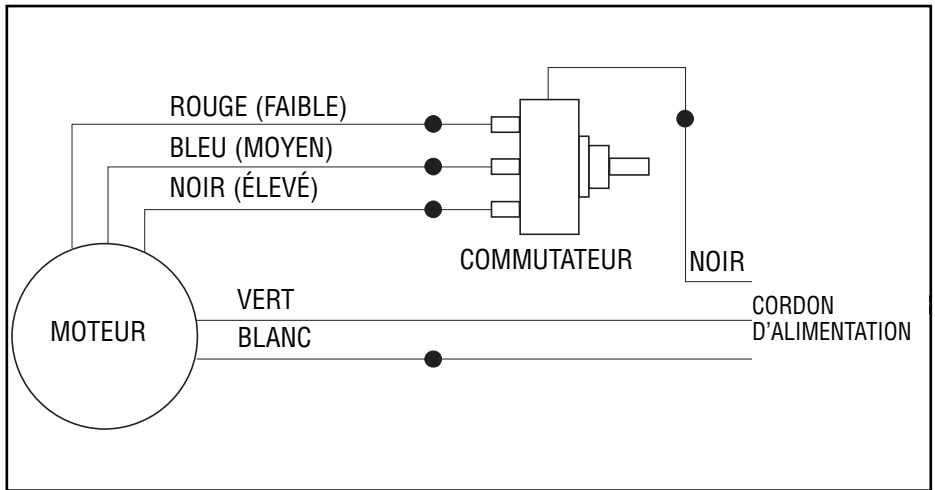 ROUGE (FAIBLE)
BLEU (MOYEN)
NOIR (ÉLEVÉ)
COMMUTATEUR
NOIR
VERT
CORDON
D’ALIMENTATION
MOTEUR
BLANC